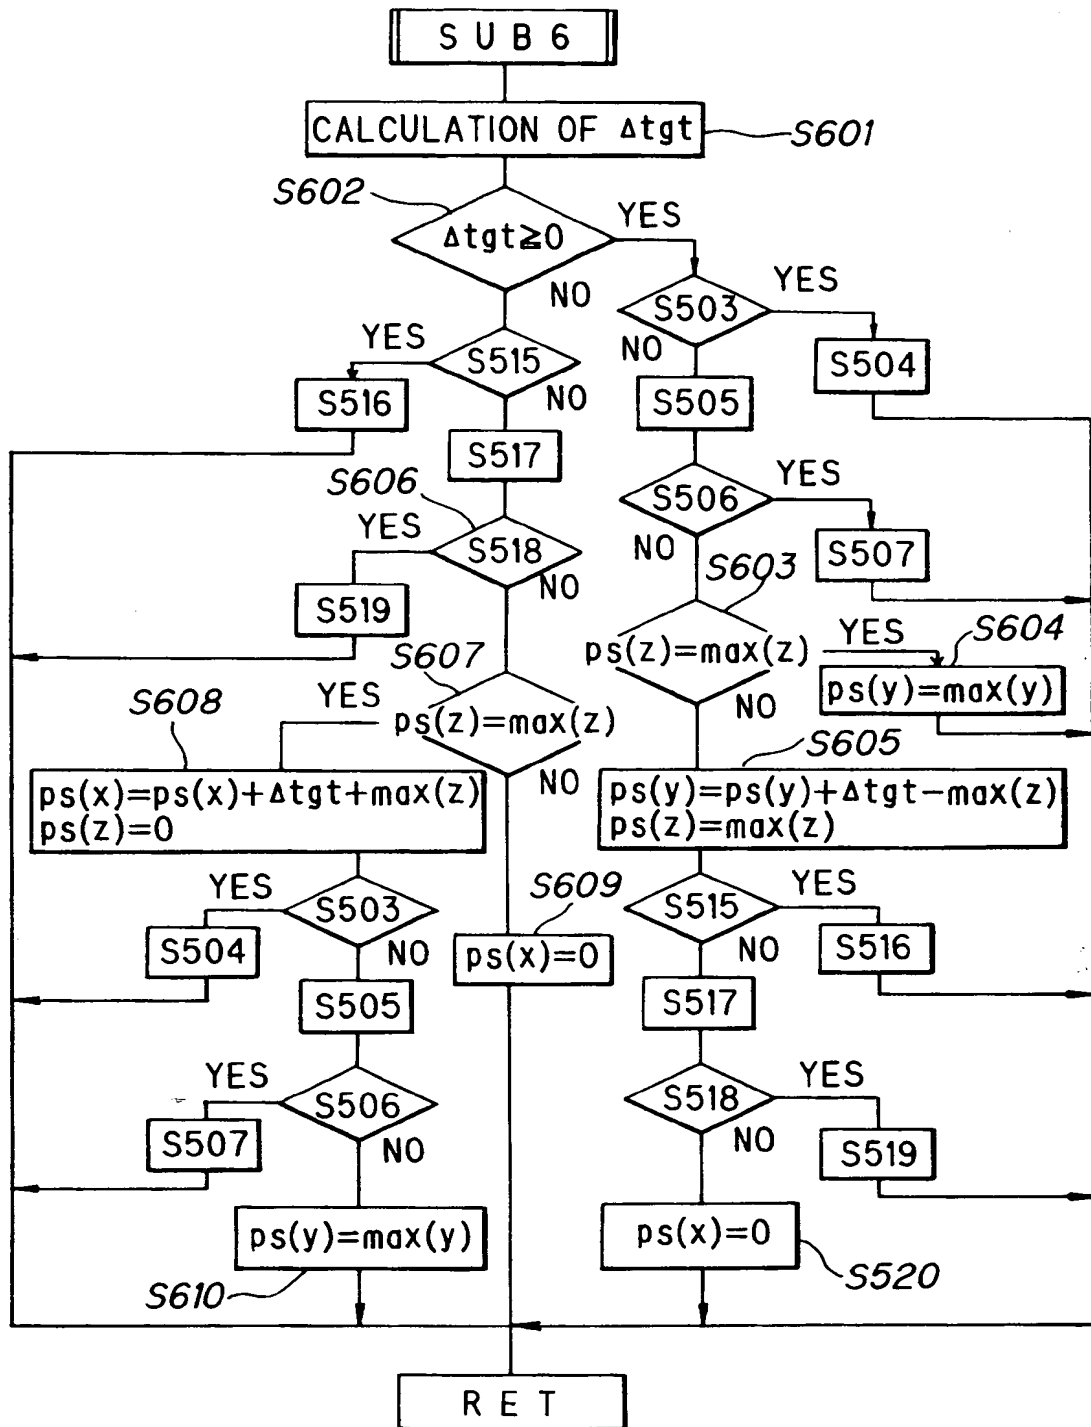 SUB6
CALCULATION OF Δtgt
S601
S602
Δtgt≧0
YES
NO
S503
YES
NO
S504
YES
S515
NO
S516
S505
S517
S606
S506
YES
NO
YES
S518
NO
S507
S603
S519
ps(z)=max(z)
YES
S604
NO
ps(y)=max(y)
S607
S608
YES
ps(z)=max(z)
NO
S605
ps(x)=ps(x)+Δtgt+max(z)
ps(z)=0
ps(y)=ps(y)+Δtgt-max(z)
ps(z)=max(z)
YES
S503
NO
S609
S515
YES
NO
S504
ps(x)=0
S516
S505
S517
YES
S506
NO
S518
YES
NO
S507
S519
ps(y)=max(y)
ps(x)=0
S610
S520
RET